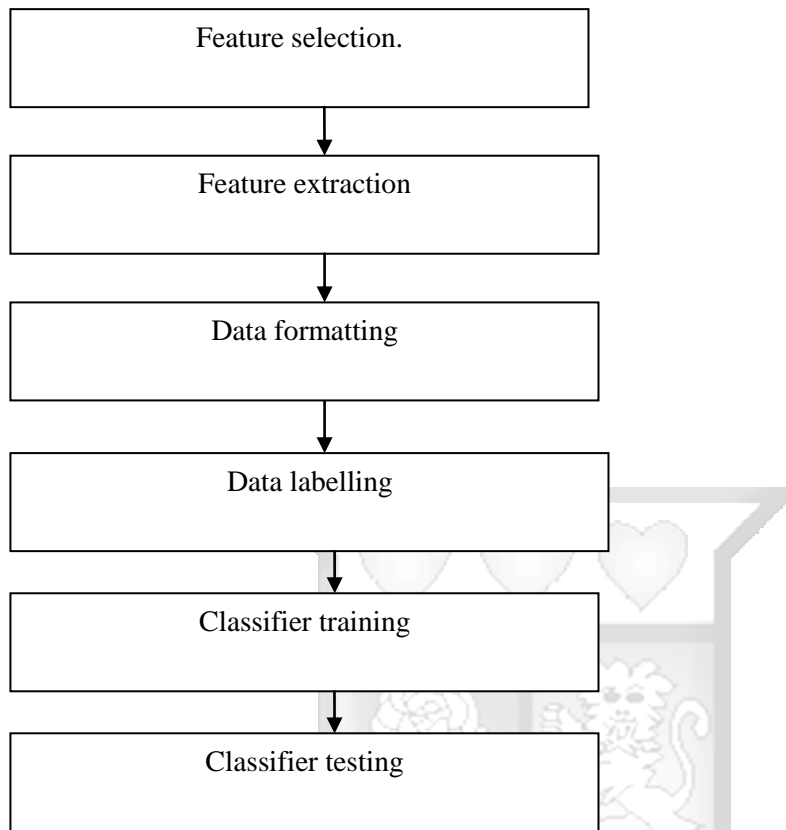 Feature selection.
Feature extraction
Data formatting
Data labelling
Classifier training
Classifier testing